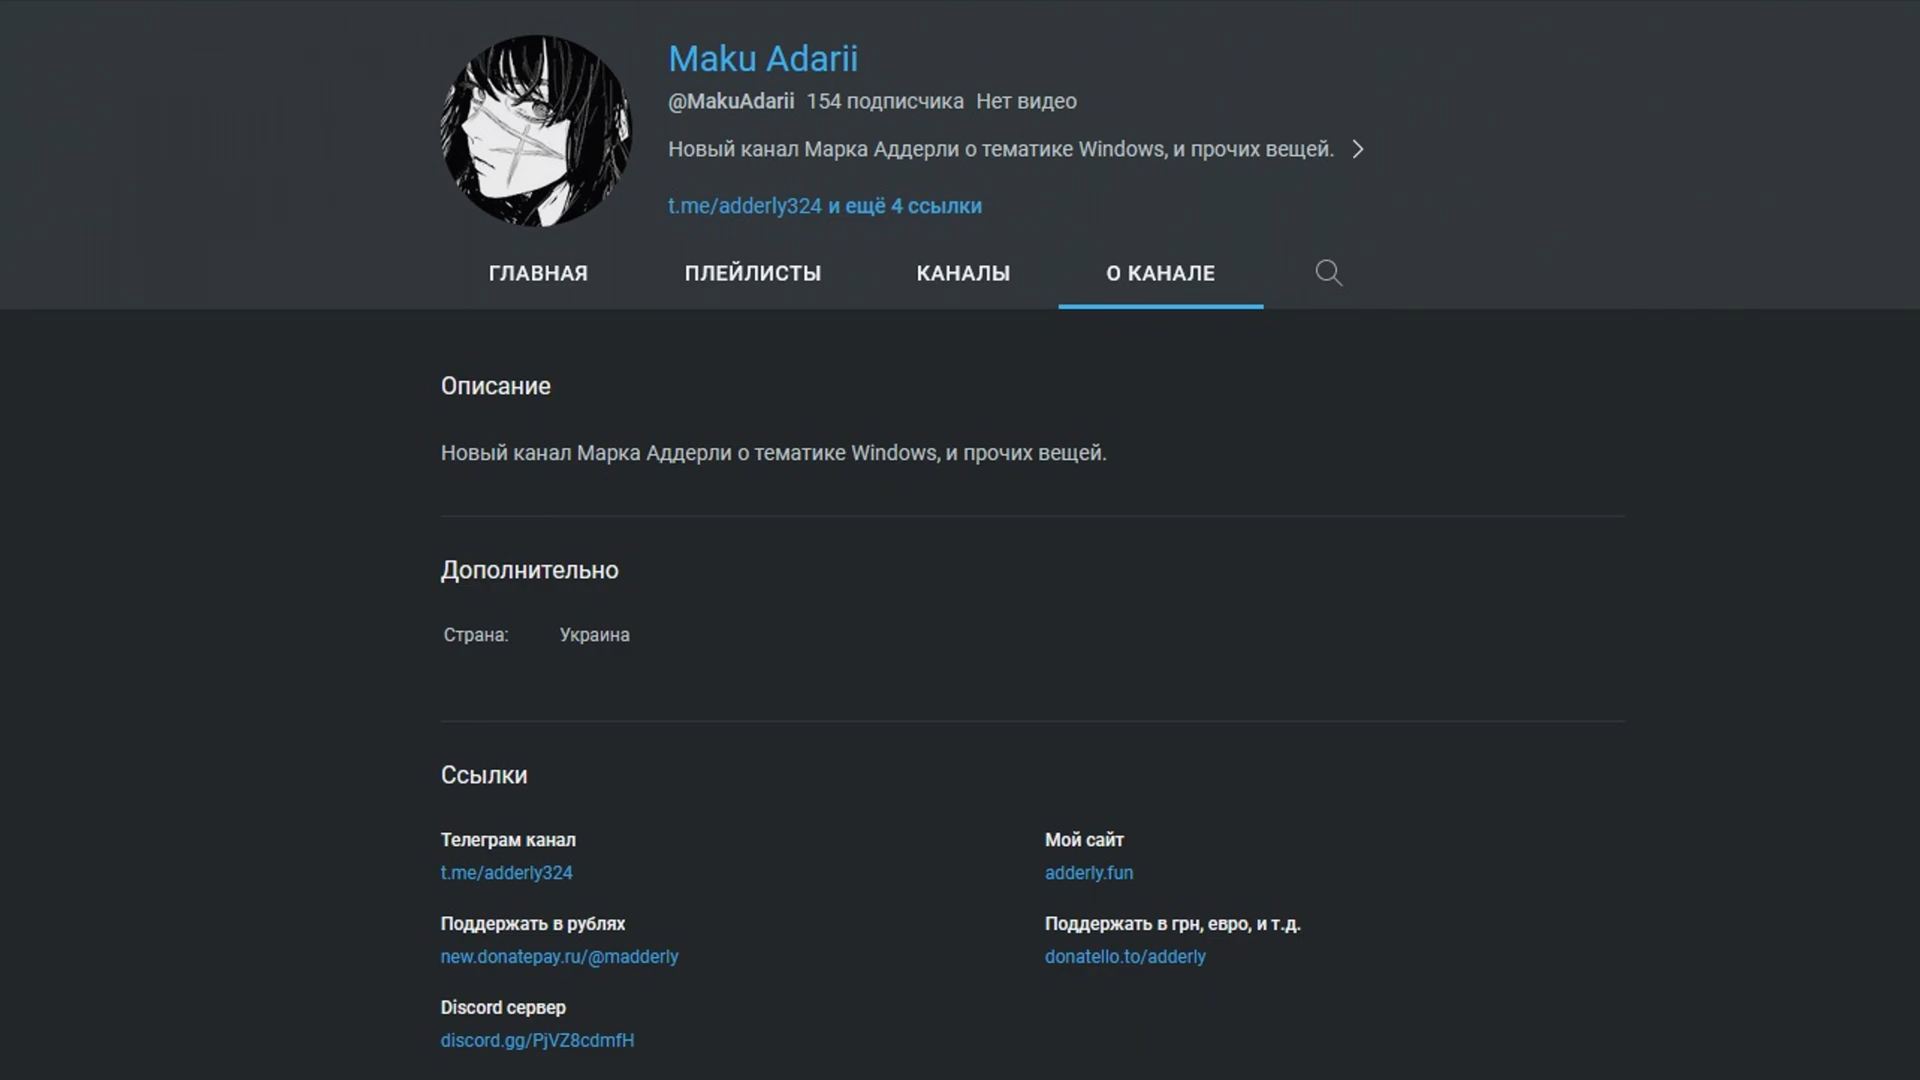 Maku Adarii
@MakuAdarii 154 подписчика Нет видео
Новый канал Марка Аддерли о тематике Windows, и прочих вещей.
t.me/adderly324 и ещё 4 ссылки
ГЛАВНАЯ ПЛЕЙЛИСТЫ КАНАЛЫ О КАНАЛЕ
Описание
Новый канал Марка Аддерли о тематике Windows, и прочих вещей.
Дополнительно
Страна: Украина
Ссылки
Телеграм канал
t.me/adderly324
Мой сайт
adderly.fun
Поддержать в рублях
new.donatepay.ru/@madderly
Поддержать в грн, евро, и т.д.
donatello.to/adderly
Discord сервер
discord.gg/PjVZ8cdmfH